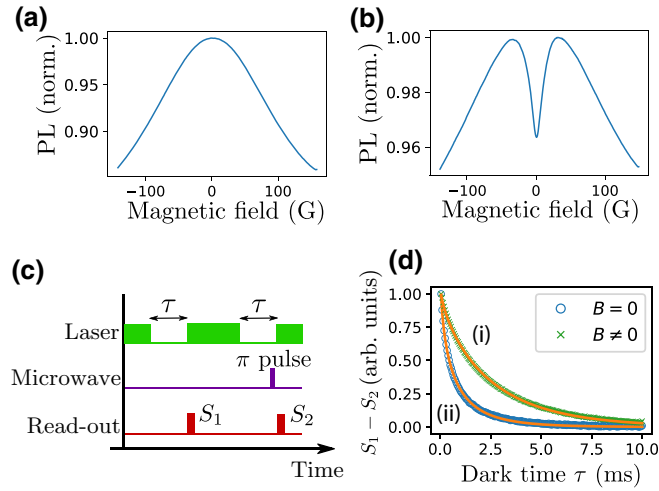 (a)
PL (norm.)
1.00
0.95
0.90
−100
0
100
Magnetic field (G)
(b)
PL (norm.)
1.00
0.98
0.96
−100
0
100
Magnetic field (G)
(c)
τ
τ
Laser
π pulse
Microwave
Read-out
S₁
S₂
Time
(d)
S₁ − S₂ (arb. units)
1.00
0.75
0.50
0.25
0.00
B = 0
B ≠ 0
(i)
(ii)
0.0
2.5
5.0
7.5
10.0
Dark time τ (ms)